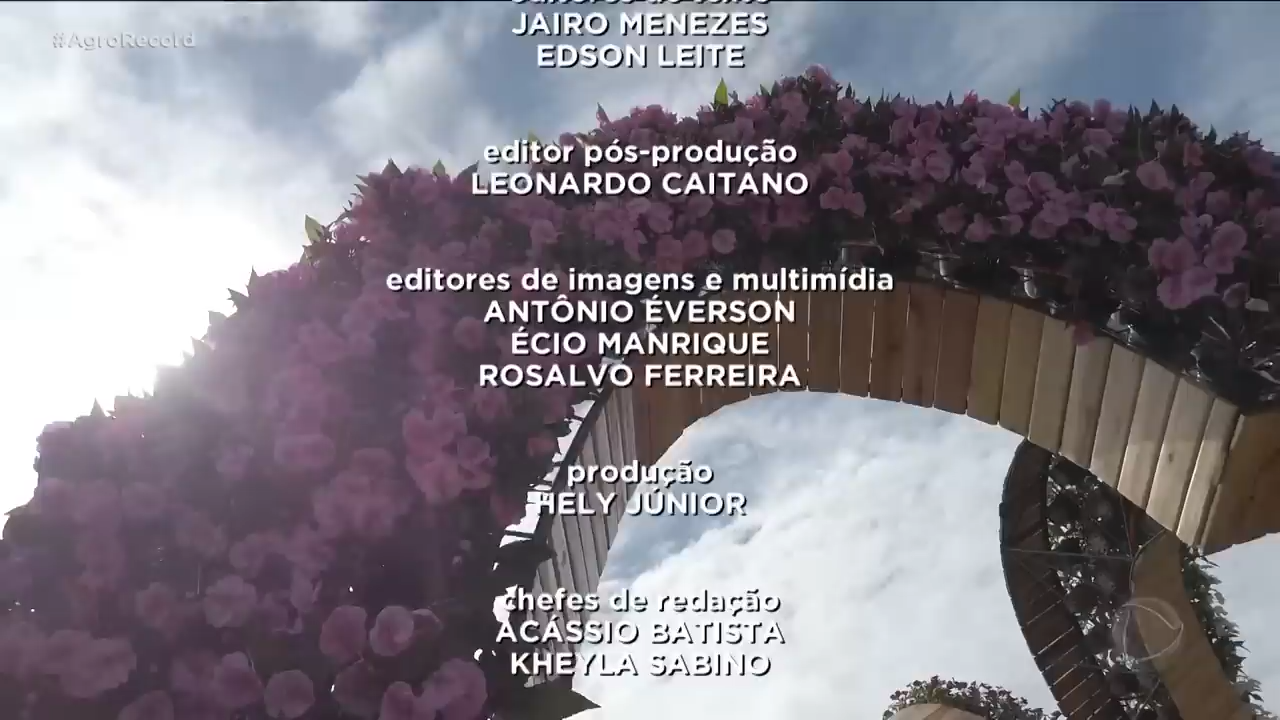 #AgroRecord
JAIRO MENEZES
EDSON LEITE
editor pós-produção
LEONARDO CAITANO
editores de imagens e multimídia
ANTÔNIO ÉVERSON
ÉCIO MANRIQUE
ROSALVO FERREIRA
produção
HELY JÚNIOR
chefes de redação
ACÁSSIO BATISTA
KHEYLA SABINO